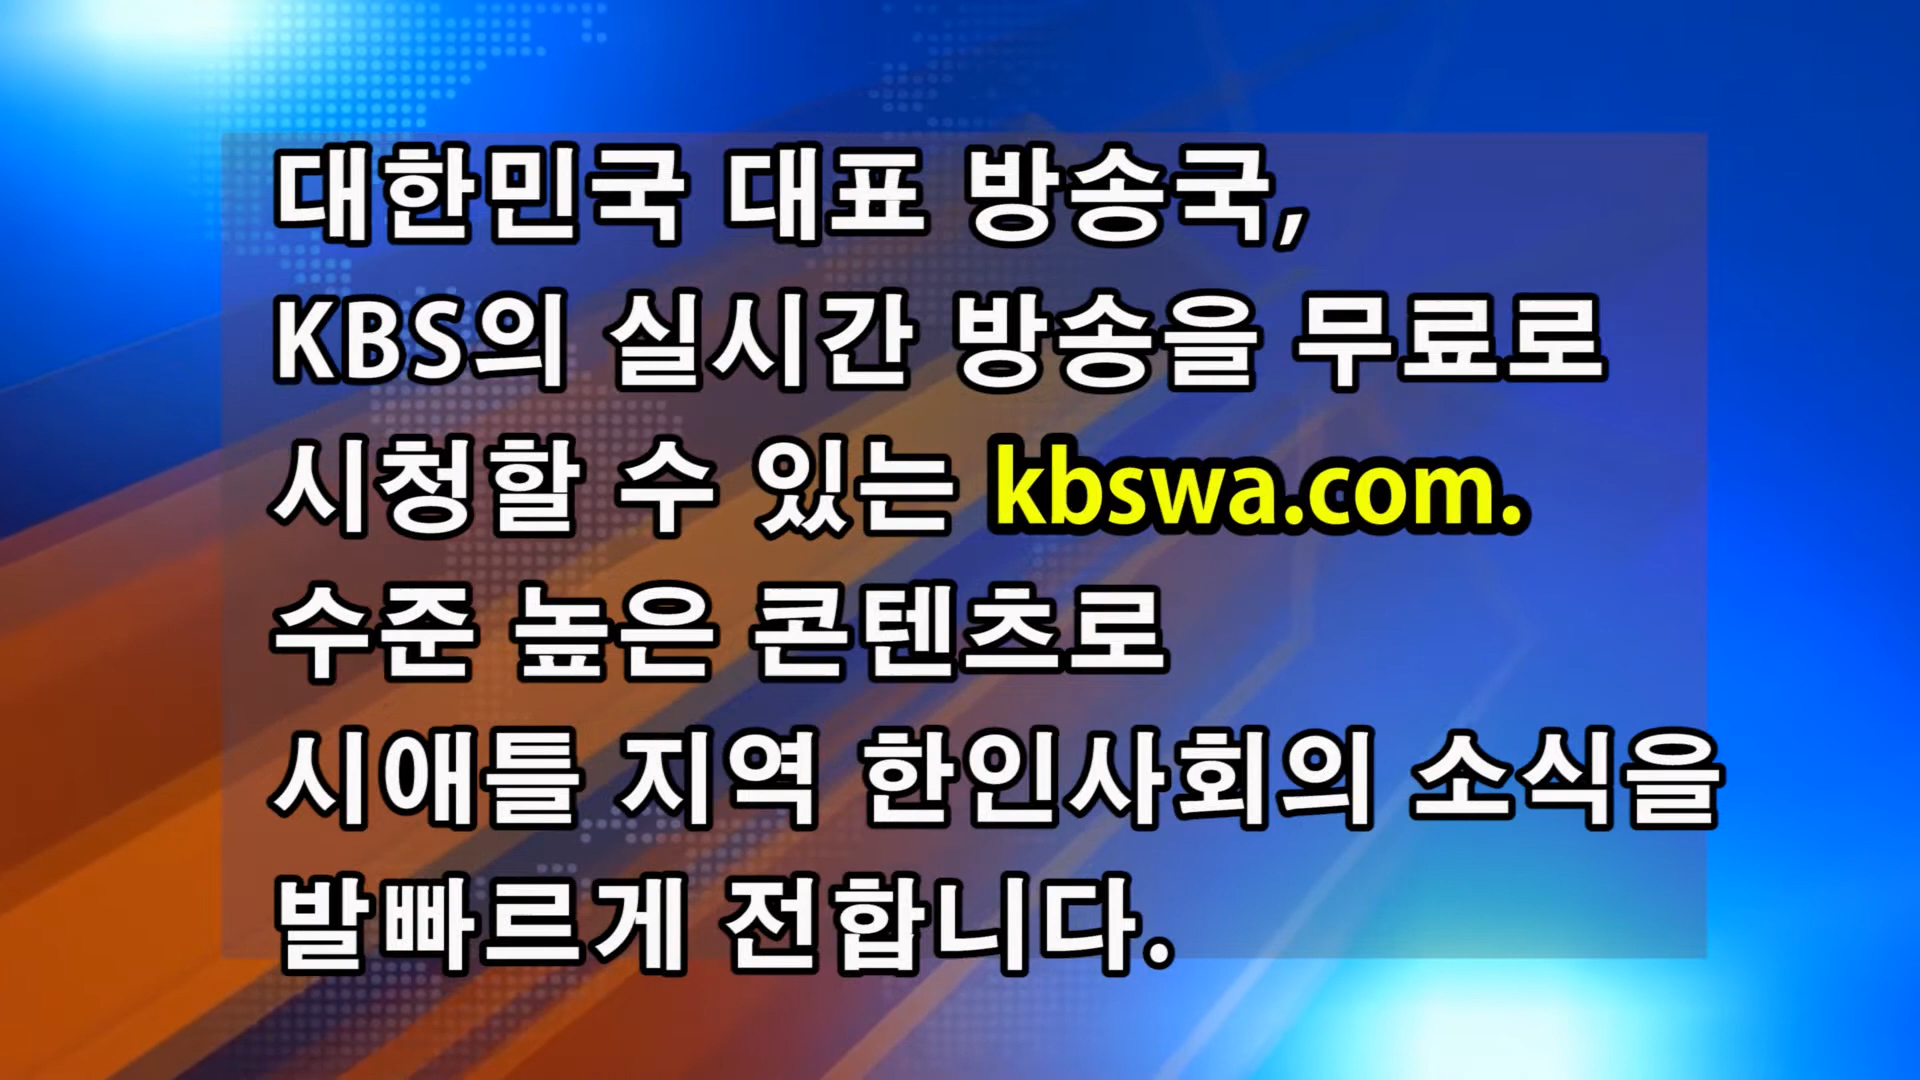 대한민국 대표 방송국,
KBS의 실시간 방송을 무료로
시청할 수 있는 kbswa.com.
수준 높은 콘텐츠로
시애틀 지역 한인사회의 소식을
발빠르게 전합니다.